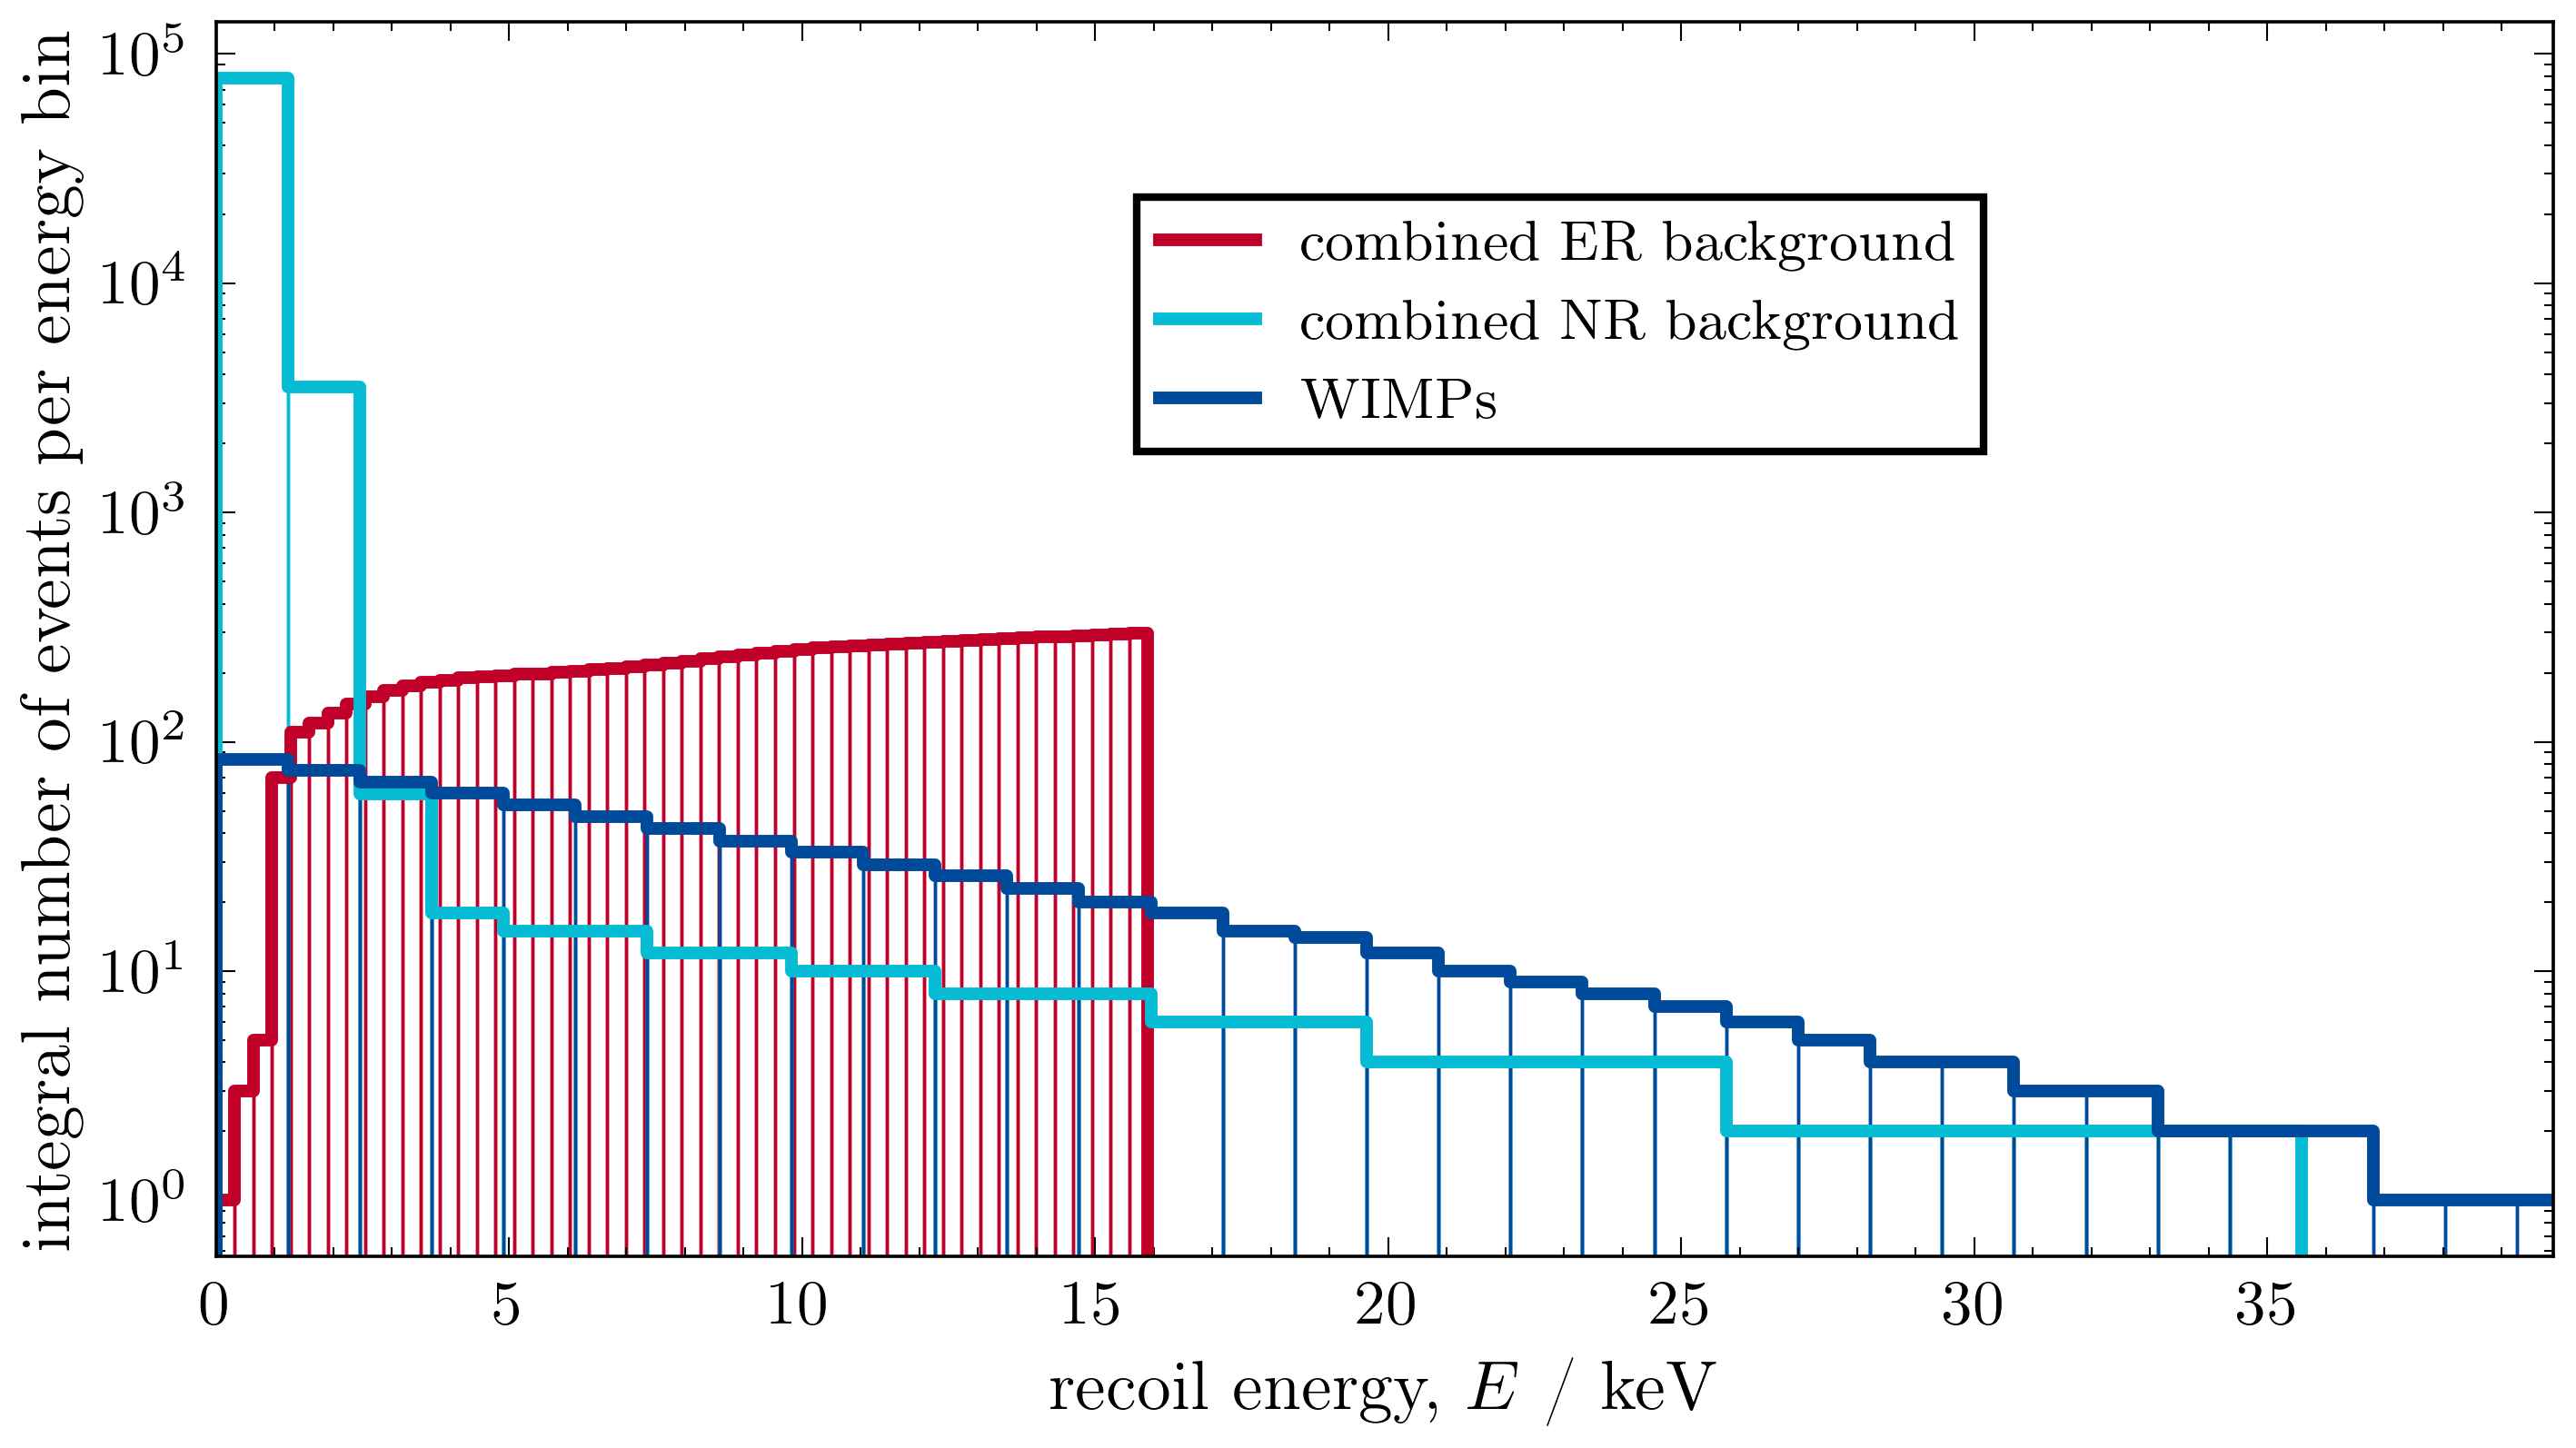 integral number of events per energy bin
10^5
10^4
10^3
10^2
10^1
10^0
combined ER background
combined NR background
WIMPs
0 5 10 15 20 25 30 35
recoil energy, E / keV